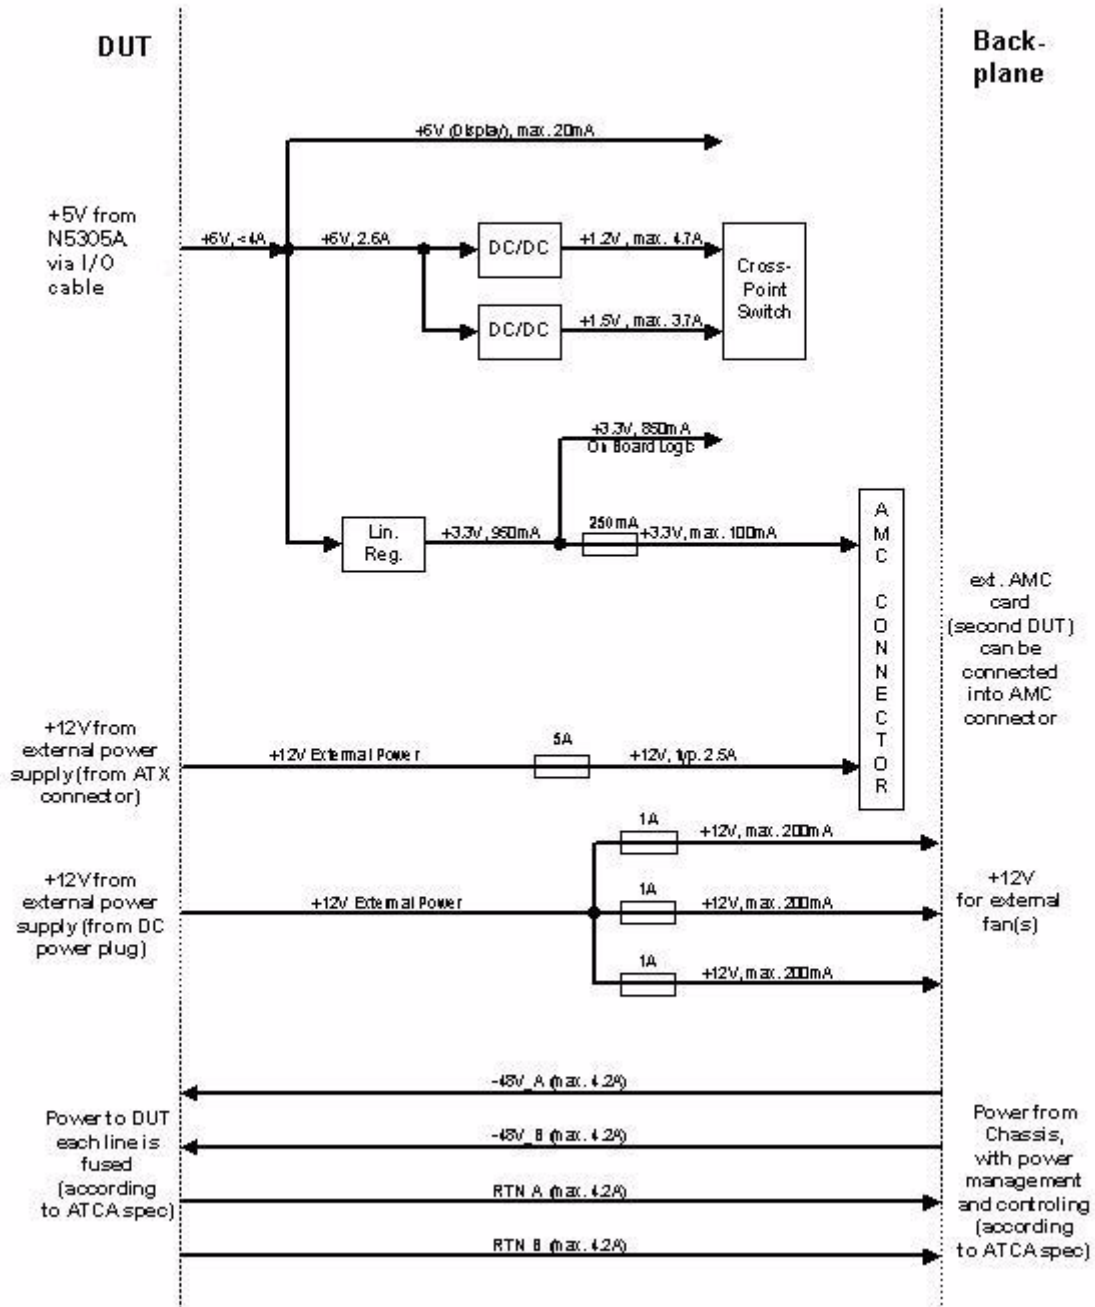 DUT
Back-
plane
+5V (Display), max. 20mA
+5V from
N5305A
via I/O
cable
+5V, <4A
+5V, 2.6A
DC/DC
+1.2V, max. 4.7A
Cross-
Point
Switch
DC/DC
+1.5V, max. 3.7A
+3.3V, 850mA
On Board Logic
Lin.
Reg.
+3.3V, 950mA
250mA
+3.3V, max. 100mA
AMC CONNECTOR
ext. AMC
card
(second DUT)
can be
connected
into AMC
connector
+12V from
external power
supply (from ATX
connector)
+12V External Power
5A
+12V, typ. 2.5A
1A
+12V, max. 200mA
+12V from
external power
supply (from DC
power plug)
+12V External Power
1A
+12V, max. 200mA
+12V
for external
fan(s)
1A
+12V, max. 200mA
-48V_A (max. 4.2A)
Power to DUT
each line is
fused
(according
to ATCA spec)
-48V_B (max. 4.2A)
RTN_A (max. 4.2A)
RTN_B (max. 4.2A)
Power from
Chassis,
with power
management
and controling
(according
to ATCA spec)